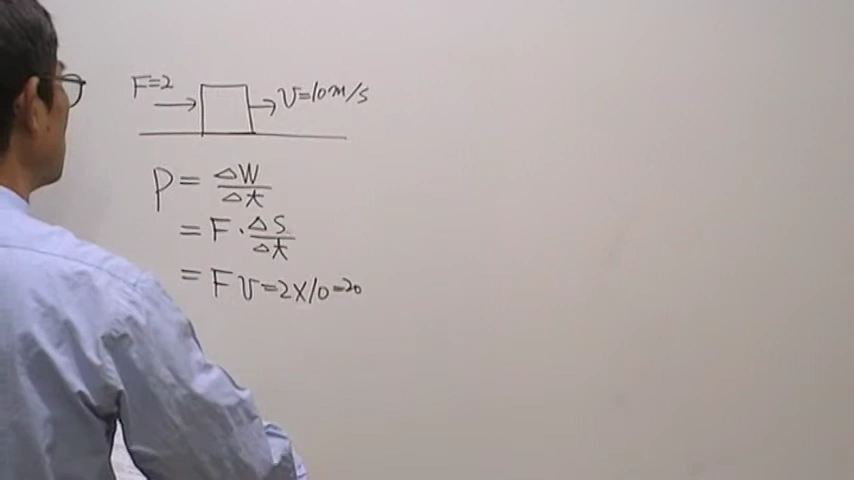 F=2 v=10m/s
P = ΔW/Δt
= F・ΔS/Δt
= Fv=2×10=20